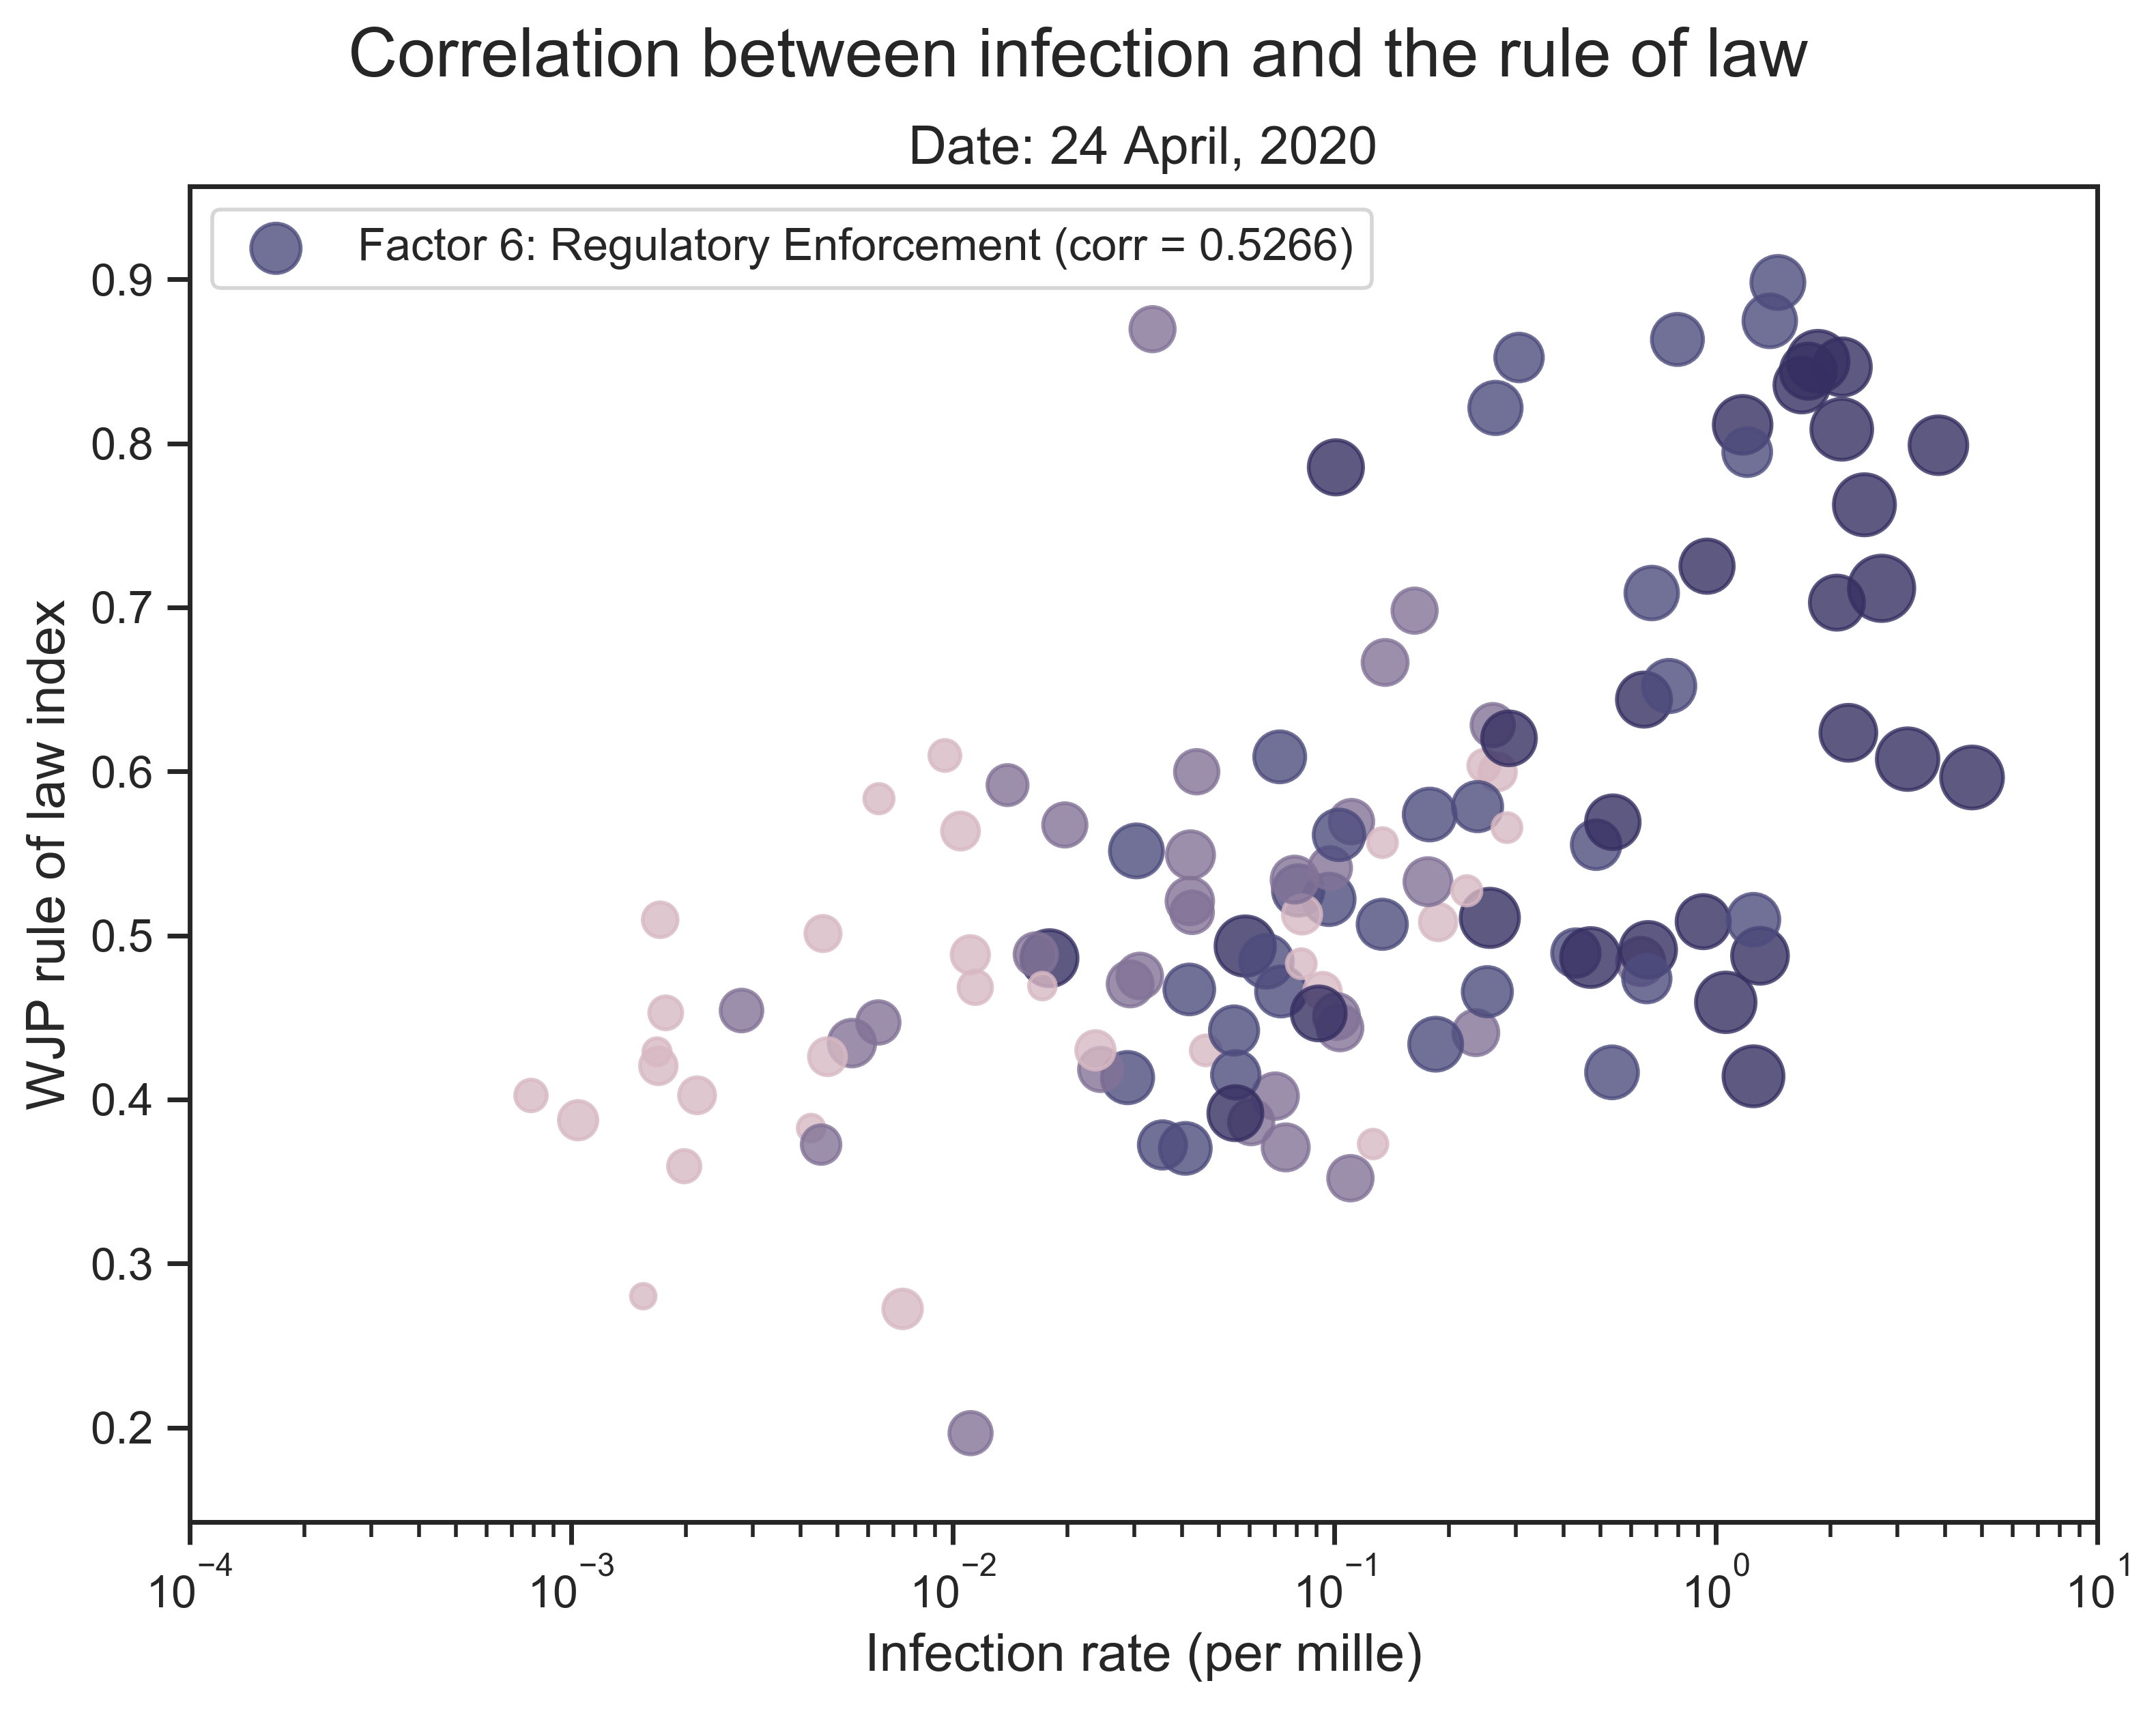 Correlation between infection and the rule of law
Date: 24 April, 2020
Factor 6: Regulatory Enforcement (corr = 0.5266)
WJP rule of law index
0.9
0.8
0.7
0.6
0.5
0.4
0.3
0.2
10⁻⁴ 10⁻³ 10⁻² 10⁻¹ 10⁰ 10¹
Infection rate (per mille)